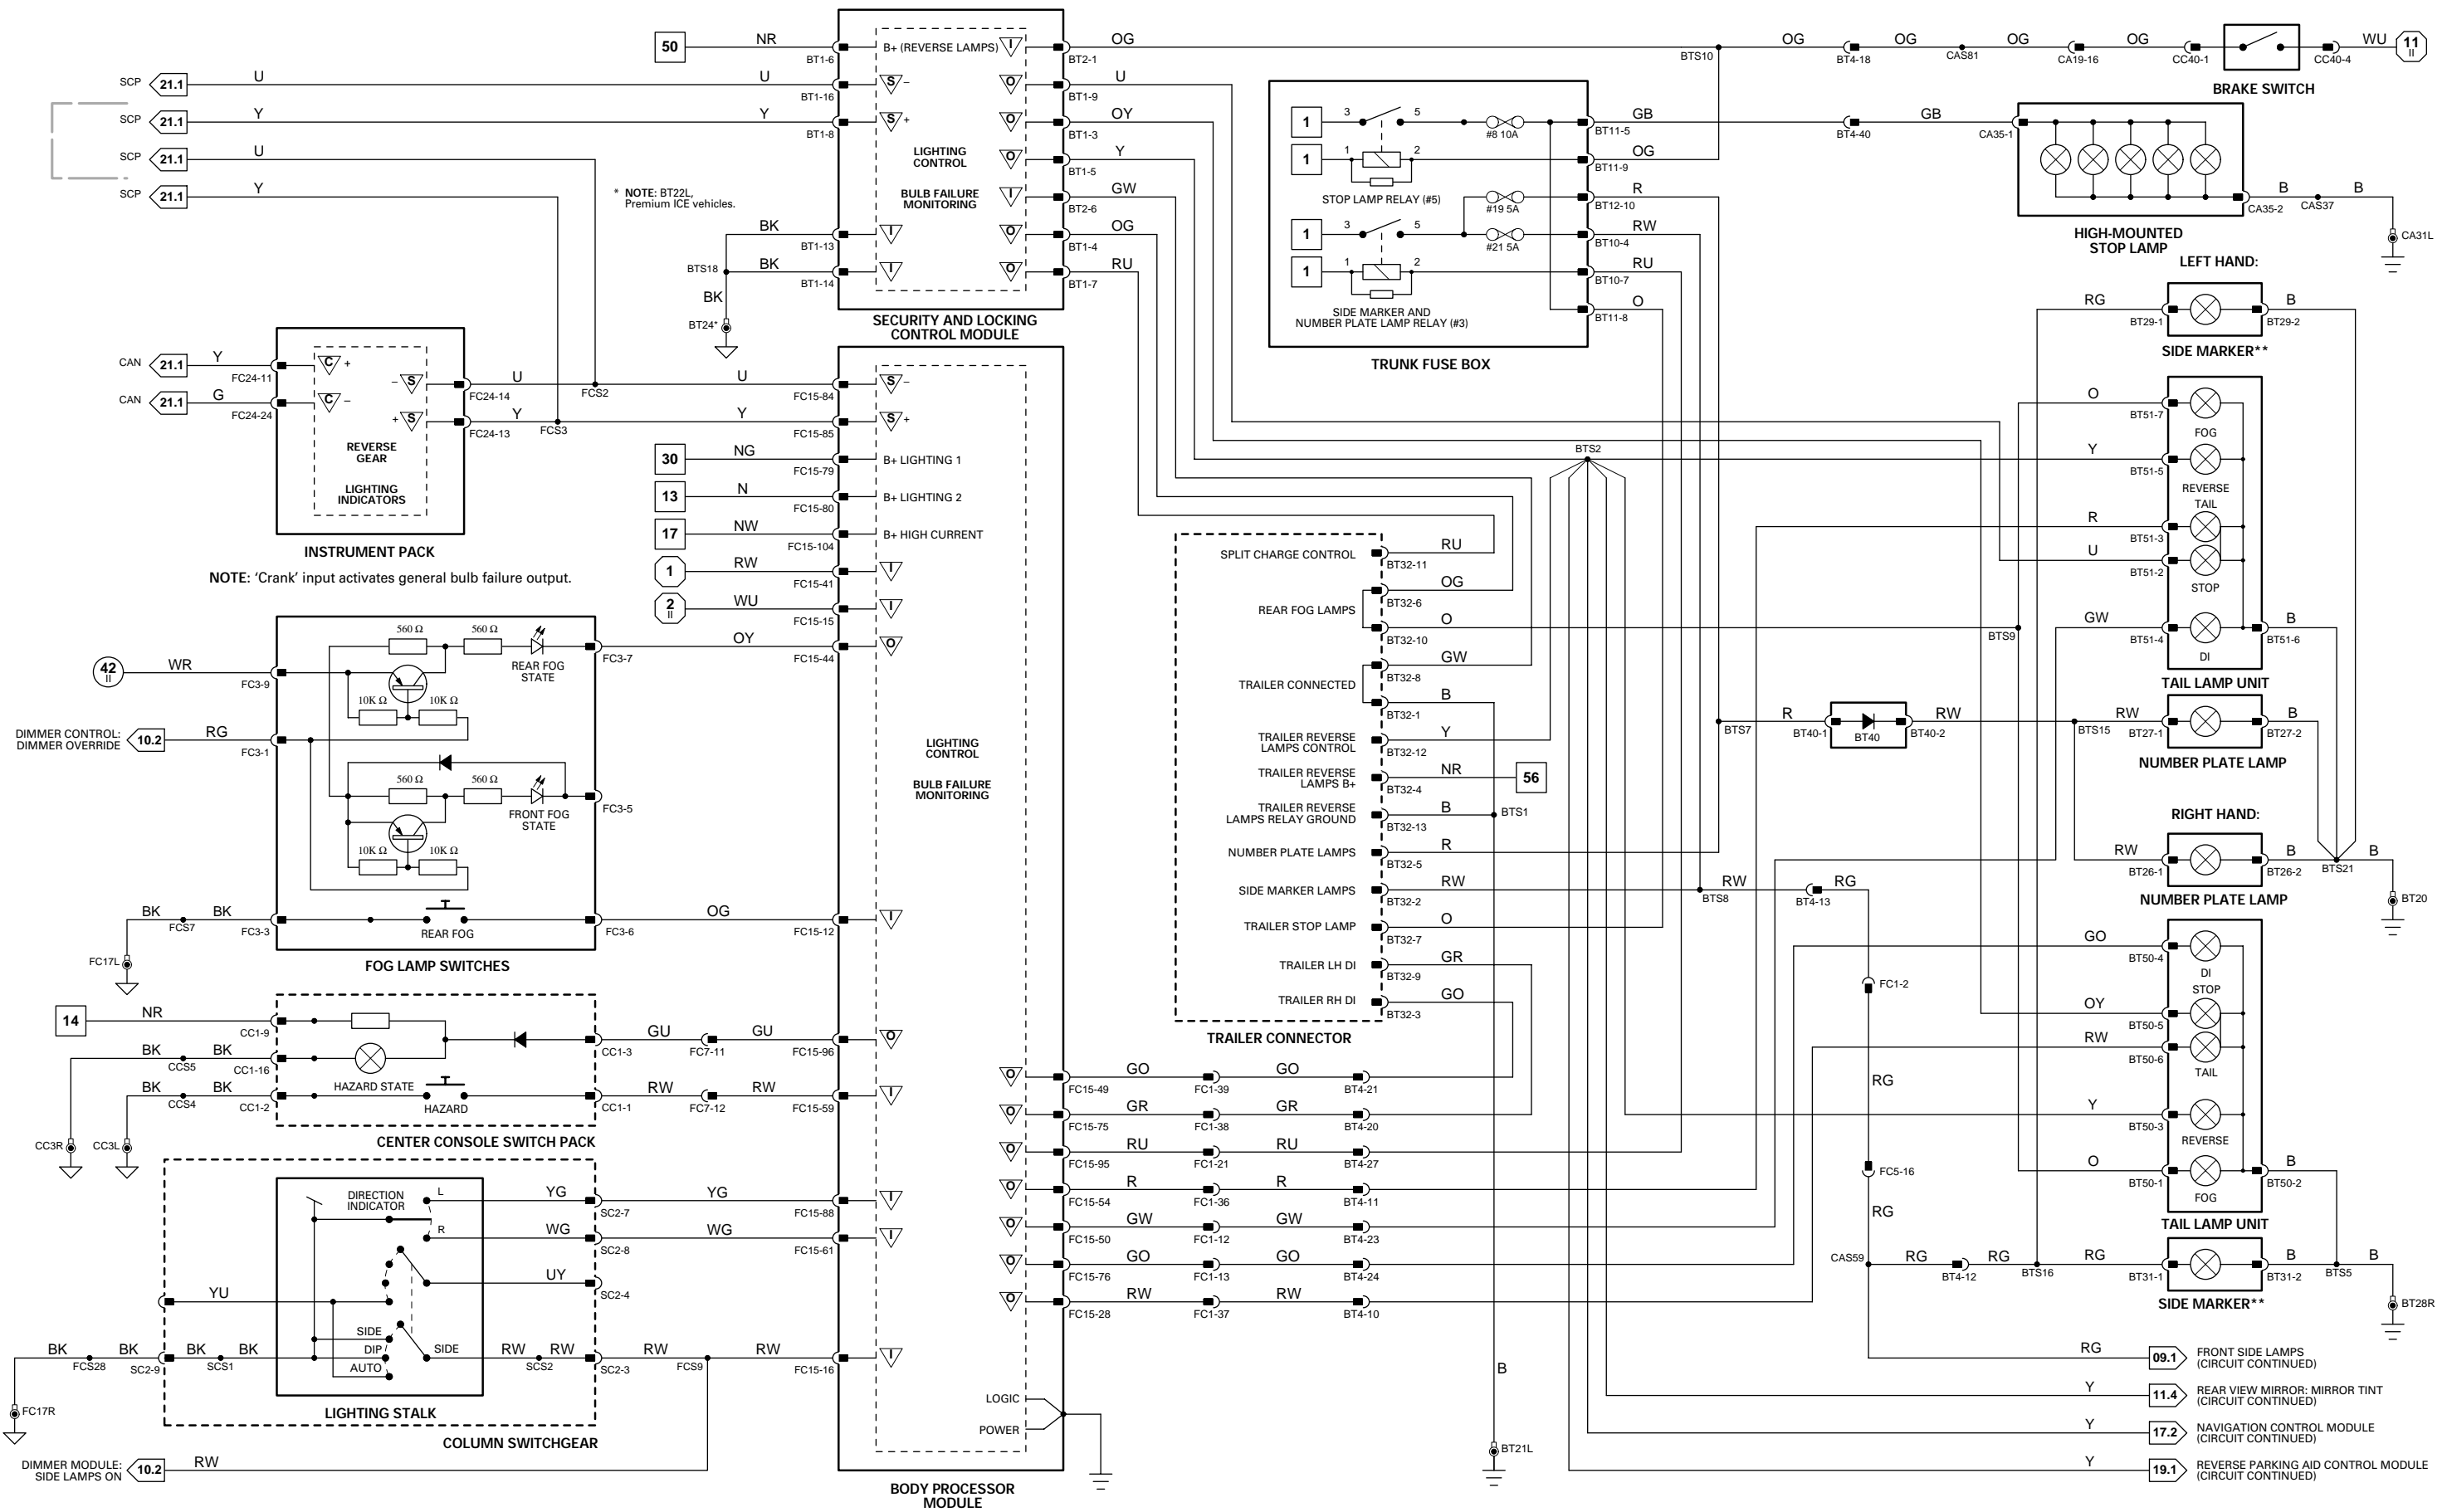 50
NR
BT1-6
B+ (REVERSE LAMPS)
I
OG
BT2-1
BTS10
OG
BT4-18
OG
CAS81
OG
CA19-16
OG
CC40-1
CC40-4
WU
11
II
BRAKE SWITCH
SCP
21.1
U
U
BT1-16
S
–
O
U
BT1-9
SCP
21.1
Y
Y
BT1-8
S
+
O
OY
BT1-3
SCP
21.1
U
LIGHTING
CONTROL
O
Y
BT1-5
SCP
21.1
Y
* NOTE: BT22L,
Premium ICE vehicles.
BULB FAILURE
MONITORING
I
GW
BT2-6
BK
BT1-13
I
O
OG
BT1-4
BTS18
BK
BT1-14
I
O
RU
BT1-7
BK
BT24*
SECURITY AND LOCKING
CONTROL MODULE
1
3
5
#8 10A
GB
BT11-5
BT4-40
GB
CA35-1
1
1
2
OG
BT11-9
STOP LAMP RELAY (#5)
#19 5A
R
BT12-10
1
3
5
#21 5A
RW
BT10-4
1
1
2
RU
BT10-7
SIDE MARKER AND
NUMBER PLATE LAMP RELAY (#3)
O
BT11-8
TRUNK FUSE BOX
CA35-2
B
CAS37
B
CA31L
HIGH-MOUNTED
STOP LAMP
LEFT HAND:
RG
BT29-1
B
BT29-2
SIDE MARKER**
CAN
21.1
Y
FC24-11
C
+
–
S
U
FC24-14
FCS2
U
FC15-84
S
–
CAN
21.1
G
FC24-24
C
–
+
S
Y
FC24-13
FCS3
Y
FC15-85
S
+
REVERSE
GEAR
LIGHTING
INDICATORS
INSTRUMENT PACK
NOTE: ‘Crank’ input activates general bulb failure output.
30
NG
FC15-79
B+ LIGHTING 1
13
N
FC15-80
B+ LIGHTING 2
17
NW
FC15-104
B+ HIGH CURRENT
1
RW
FC15-41
I
2
II
WU
FC15-15
I
OY
FC15-44
O
BTS2
O
BT51-7
FOG
Y
BT51-5
REVERSE
TAIL
R
BT51-3
U
BT51-2
STOP
GW
BT51-4
DI
B
BT51-6
TAIL LAMP UNIT
42
II
WR
FC3-9
560 Ω
560 Ω
REAR FOG
STATE
FC3-7
10K Ω
10K Ω
DIMMER CONTROL:
DIMMER OVERRIDE
10.2
RG
FC3-1
560 Ω
560 Ω
FRONT FOG
STATE
FC3-5
10K Ω
10K Ω
BK
FCS7
BK
FC3-3
REAR FOG
FC3-6
OG
FC15-12
I
FC17L
FOG LAMP SWITCHES
LIGHTING
CONTROL
BULB FAILURE
MONITORING
SPLIT CHARGE CONTROL
RU
BT32-11
REAR FOG LAMPS
OG
BT32-6
O
BT32-10
BTS9
TRAILER CONNECTED
GW
BT32-8
B
BT32-1
TRAILER REVERSE
LAMPS CONTROL
Y
BT32-12
TRAILER REVERSE
LAMPS B+
NR
BT32-4
56
TRAILER REVERSE
LAMPS RELAY GROUND
B
BT32-13
BTS1
NUMBER PLATE LAMPS
R
BT32-5
SIDE MARKER LAMPS
RW
BT32-2
BTS8
RW
BT4-13
RG
TRAILER STOP LAMP
O
BT32-7
TRAILER LH DI
GR
BT32-9
TRAILER RH DI
GO
BT32-3
TRAILER CONNECTOR
BTS7
R
BT40-1
BT40
BT40-2
RW
BTS15
RW
BT27-1
B
BT27-2
NUMBER PLATE LAMP
RIGHT HAND:
RW
BT26-1
B
BT26-2
BTS21
B
BT20
NUMBER PLATE LAMP
GO
BT50-4
DI
STOP
OY
BT50-5
RW
BT50-6
TAIL
Y
BT50-3
REVERSE
O
BT50-1
FOG
B
BT50-2
TAIL LAMP UNIT
FC1-2
RG
FC5-16
RG
CAS59
RG
BT4-12
RG
BTS16
RG
BT31-1
B
BT31-2
BTS5
B
BT28R
SIDE MARKER**
14
NR
CC1-9
BK
CCS5
BK
CC1-16
HAZARD STATE
CC1-3
GU
FC7-11
GU
FC15-96
O
BK
CCS4
BK
CC1-2
HAZARD
CC1-1
RW
FC7-12
RW
FC15-59
I
CC3R
CC3L
CENTER CONSOLE SWITCH PACK
O
GO
FC15-49
FC1-39
GO
BT4-21
O
GR
FC15-75
FC1-38
GR
BT4-20
O
RU
FC15-95
FC1-21
RU
BT4-27
O
R
FC15-54
FC1-36
R
BT4-11
O
GW
FC15-50
FC1-12
GW
BT4-23
O
GO
FC15-76
FC1-13
GO
BT4-24
O
RW
FC15-28
FC1-37
RW
BT4-10
DIRECTION
INDICATOR
L
R
YG
SC2-7
YG
FC15-88
I
WG
SC2-8
WG
FC15-61
I
UY
SC2-4
YU
SIDE
DIP
AUTO
SIDE
BK
FCS28
BK
SC2-9
BK
SCS1
BK
RW
SCS2
RW
SC2-3
RW
FCS9
RW
FC15-16
I
FC17R
LIGHTING STALK
COLUMN SWITCHGEAR
DIMMER MODULE:
SIDE LAMPS ON
10.2
RW
LOGIC
POWER
BODY PROCESSOR
MODULE
B
BT21L
RG
09.1
FRONT SIDE LAMPS
(CIRCUIT CONTINUED)
Y
11.4
REAR VIEW MIRROR: MIRROR TINT
(CIRCUIT CONTINUED)
Y
17.2
NAVIGATION CONTROL MODULE
(CIRCUIT CONTINUED)
Y
19.1
REVERSE PARKING AID CONTROL MODULE
(CIRCUIT CONTINUED)